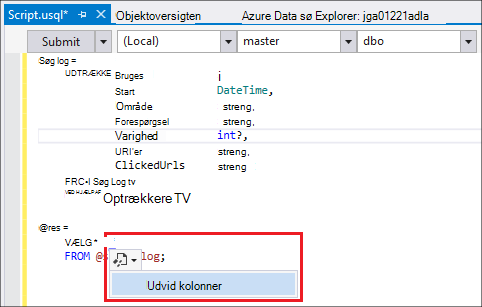 Script.usql* Objektoversigten Azure Data sø Explorer: jga01221adla
Submit (Local) master dbo
Søg log =
UDTRÆKKE Bruges i
Start DateTime,
Område streng,
Forespørgsel streng,
Varighed int?,
URI'er streng,
ClickedUrls streng
FRC+I Søg Log tv
VED HJÆLP AF Optrækkere TV
@res =
VÆLG *
FROM @s log;
Udvid kolonner